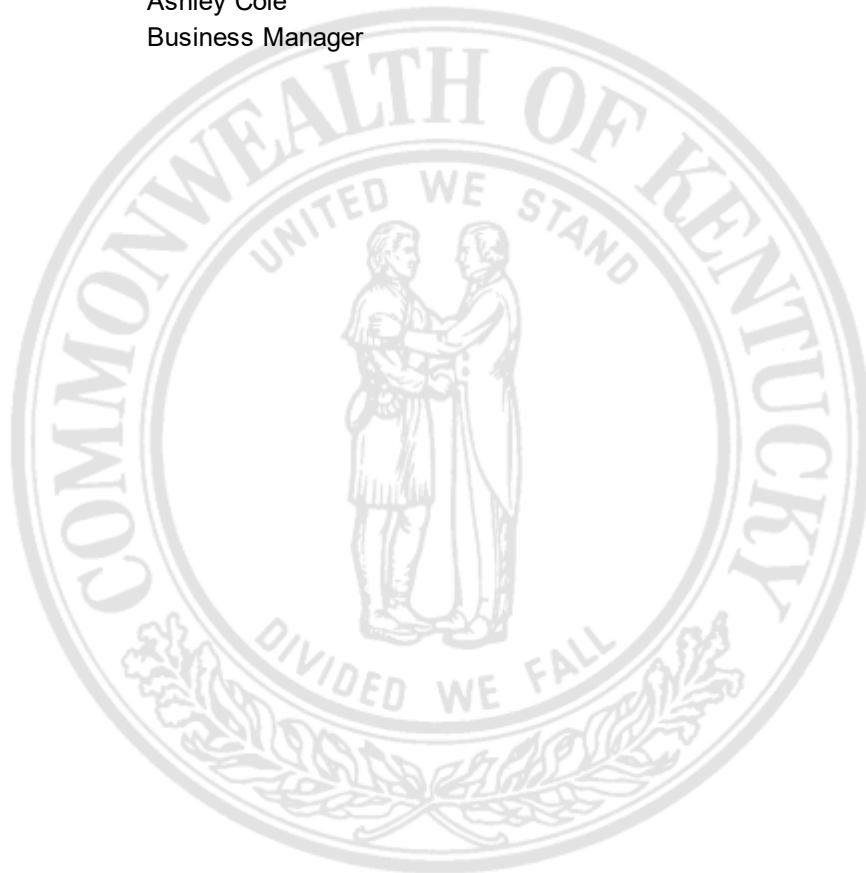 Ashley Cole
Business Manager
COMMONWEALTH OF KENTUCKY
UNITED WE STAND
DIVIDED WE FALL